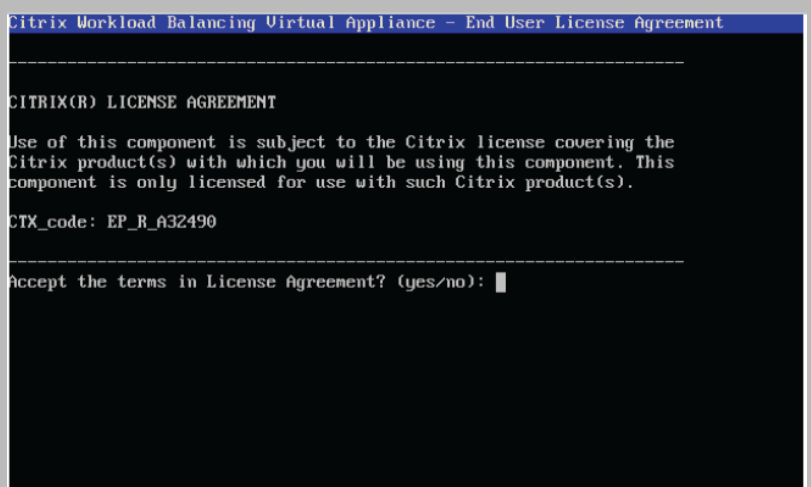 Citrix Workload Balancing Virtual Appliance - End User License Agreement
---------------------------------------------------------------------
CITRIX(R) LICENSE AGREEMENT
Use of this component is subject to the Citrix license covering the
Citrix product(s) with which you will be using this component. This
component is only licensed for use with such Citrix product(s).
CTX_code: EP_R_A32490
---------------------------------------------------------------------
Accept the terms in License Agreement? (yes/no):